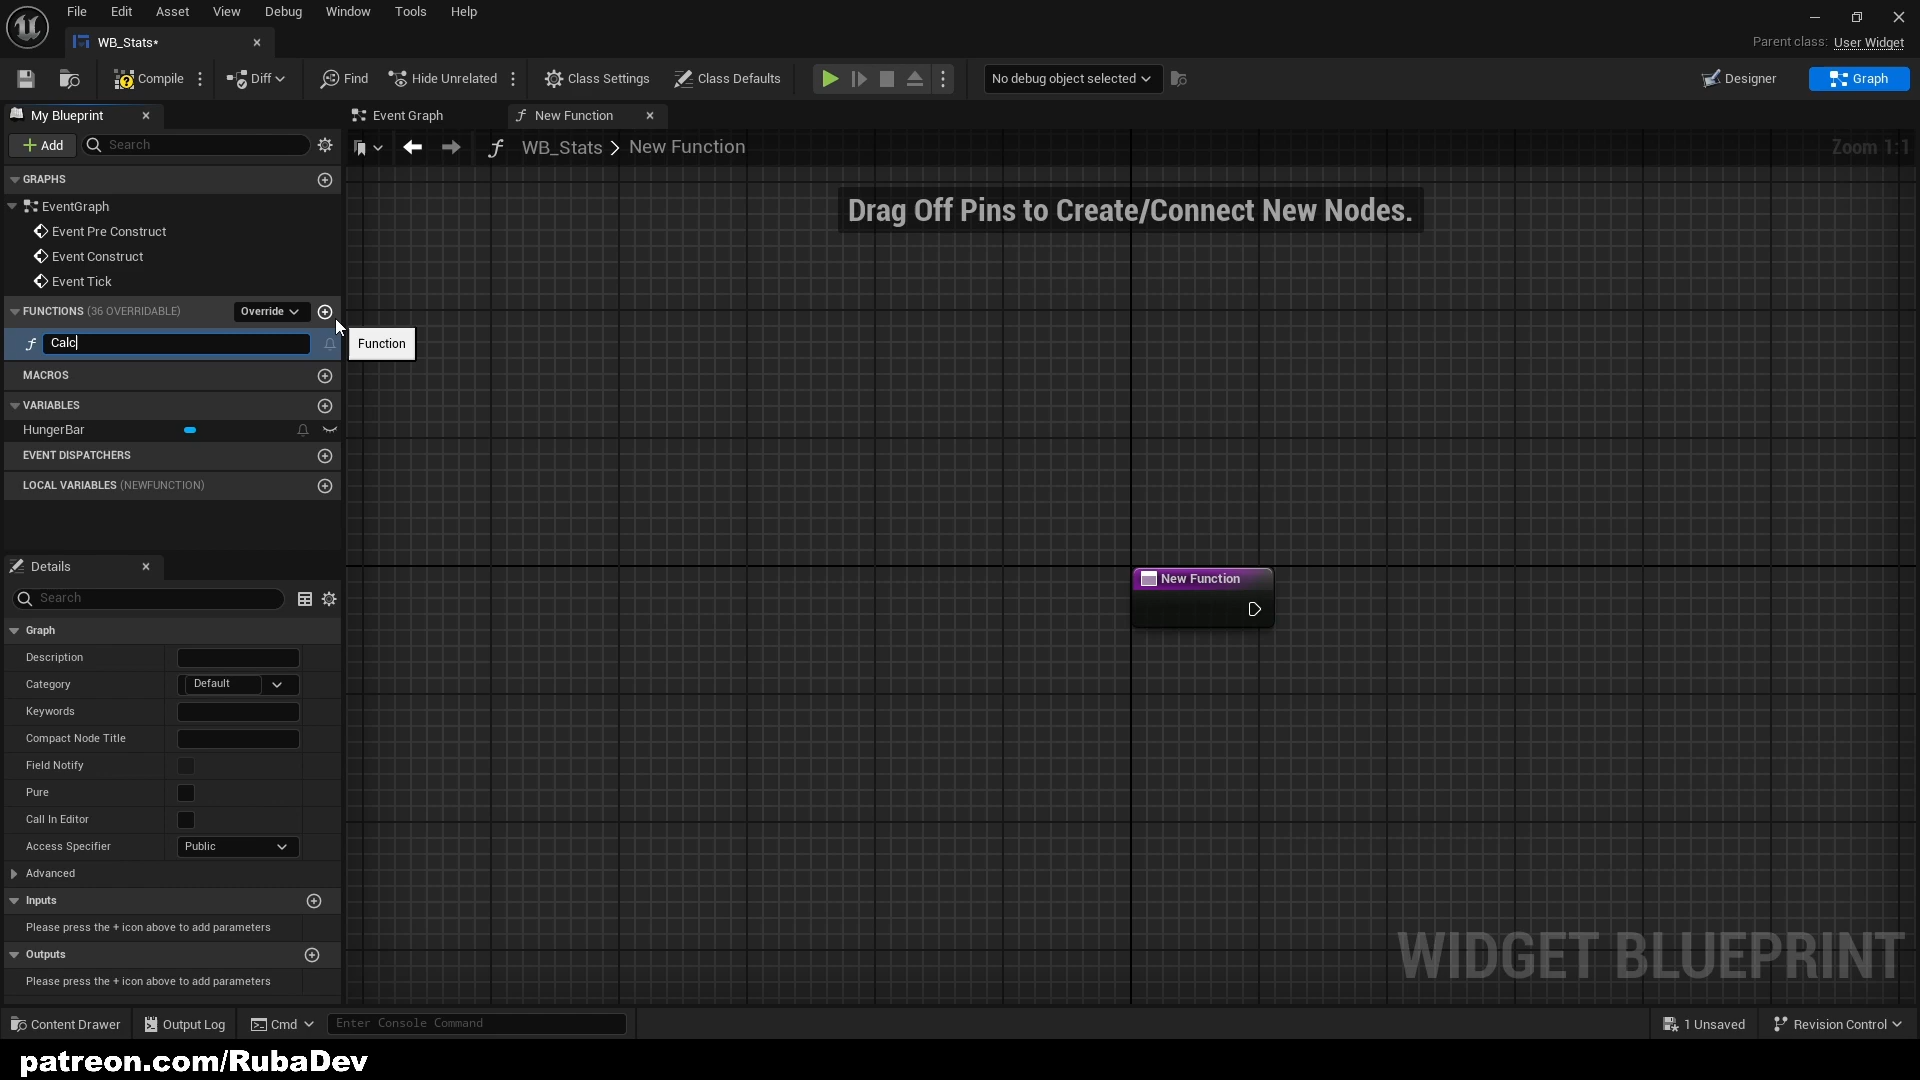 File Edit Asset View Debug Window Tools Help
WB_Stats*
Parent class: User Widget
Compile Diff Find Hide Unrelated Class Settings Class Defaults No debug object selected Designer Graph
My Blueprint Event Graph New Function
Add Search
WB_Stats > New Function Zoom 1:1
GRAPHS
EventGraph
Event Pre Construct
Event Construct
Event Tick
Drag Off Pins to Create/Connect New Nodes.
FUNCTIONS (36 OVERRIDABLE) Override
Calc
Function
MACROS
VARIABLES
HungerBar
EVENT DISPATCHERS
LOCAL VARIABLES (NEWFUNCTION)
Details
Search
Graph
Description
Category Default
Keywords
Compact Node Title
Field Notify
Pure
Call In Editor
Access Specifier Public
Advanced
Inputs
Please press the + icon above to add parameters
Outputs
Please press the + icon above to add parameters
New Function
WIDGET BLUEPRINT
Content Drawer Output Log Cmd Enter Console Command 1 Unsaved Revision Control
patreon.com/RubaDev